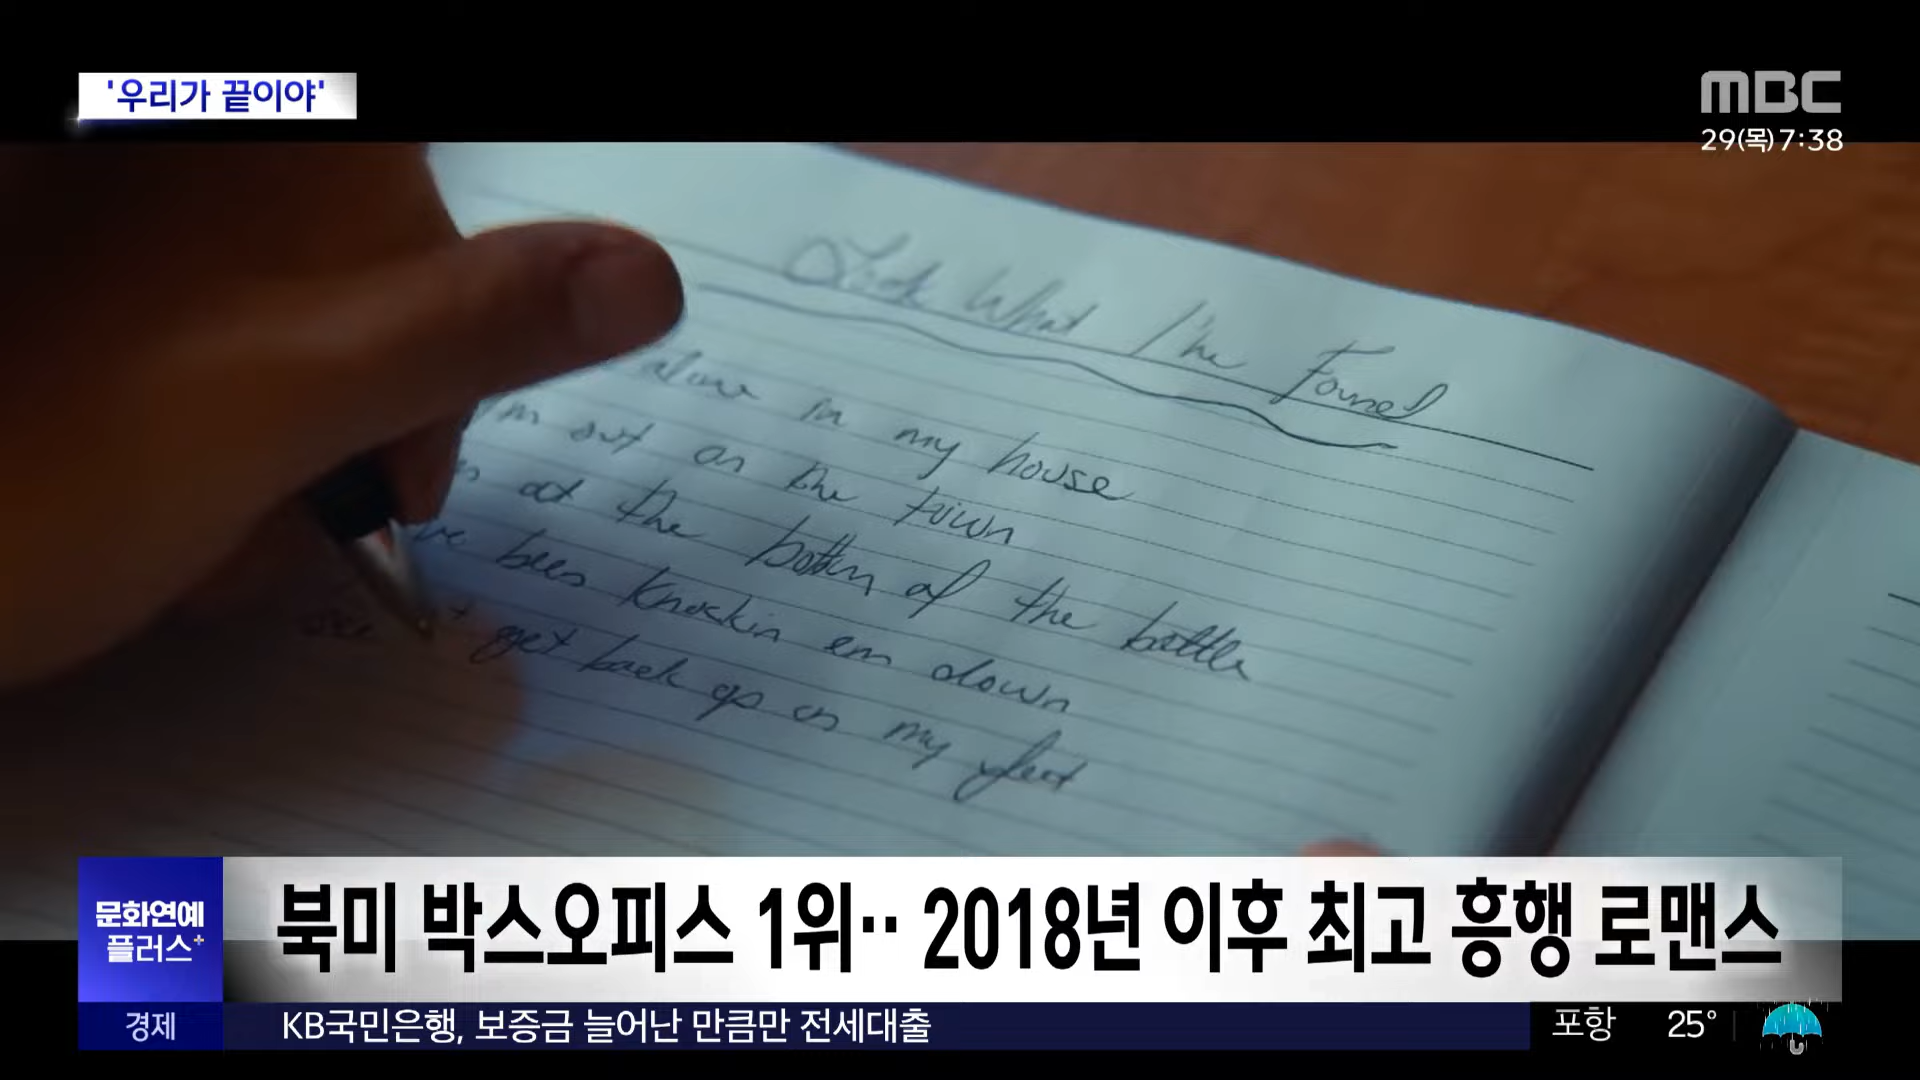 '우리가 끝이야'
MBC
29(목)7:38
Look What I've Found
alone in my house
I'm out on the town
at the bottom of the bottle
've been knockin em down
get back up on my feet
문화연예
플러스+
북미 박스오피스 1위‥ 2018년 이후 최고 흥행 로맨스
경제
KB국민은행, 보증금 늘어난 만큼만 전세대출
포항 25°